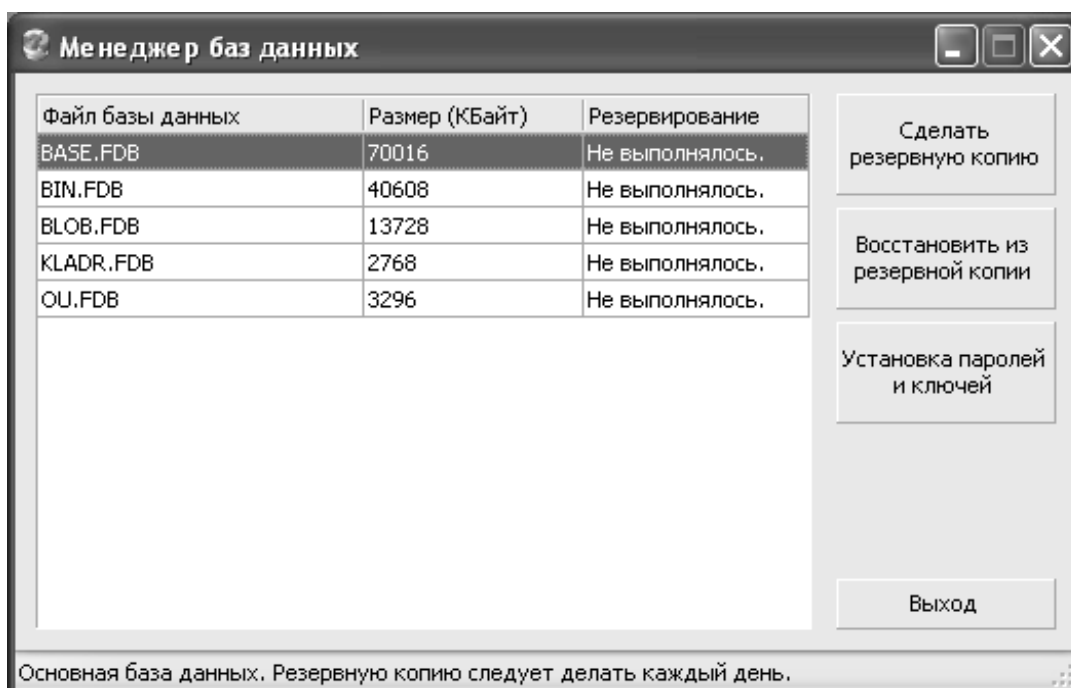 Менеджер баз данных
Файл базы данных Размер (КБайт) Резервирование
BASE.FDB 70016 Не выполнялось.
BIN.FDB 40608 Не выполнялось.
BLOB.FDB 13728 Не выполнялось.
KLADR.FDB 2768 Не выполнялось.
OU.FDB 3296 Не выполнялось.
Сделать
резервную копию
Восстановить из
резервной копии
Установка паролей
и ключей
Выход
Основная база данных. Резервную копию следует делать каждый день.